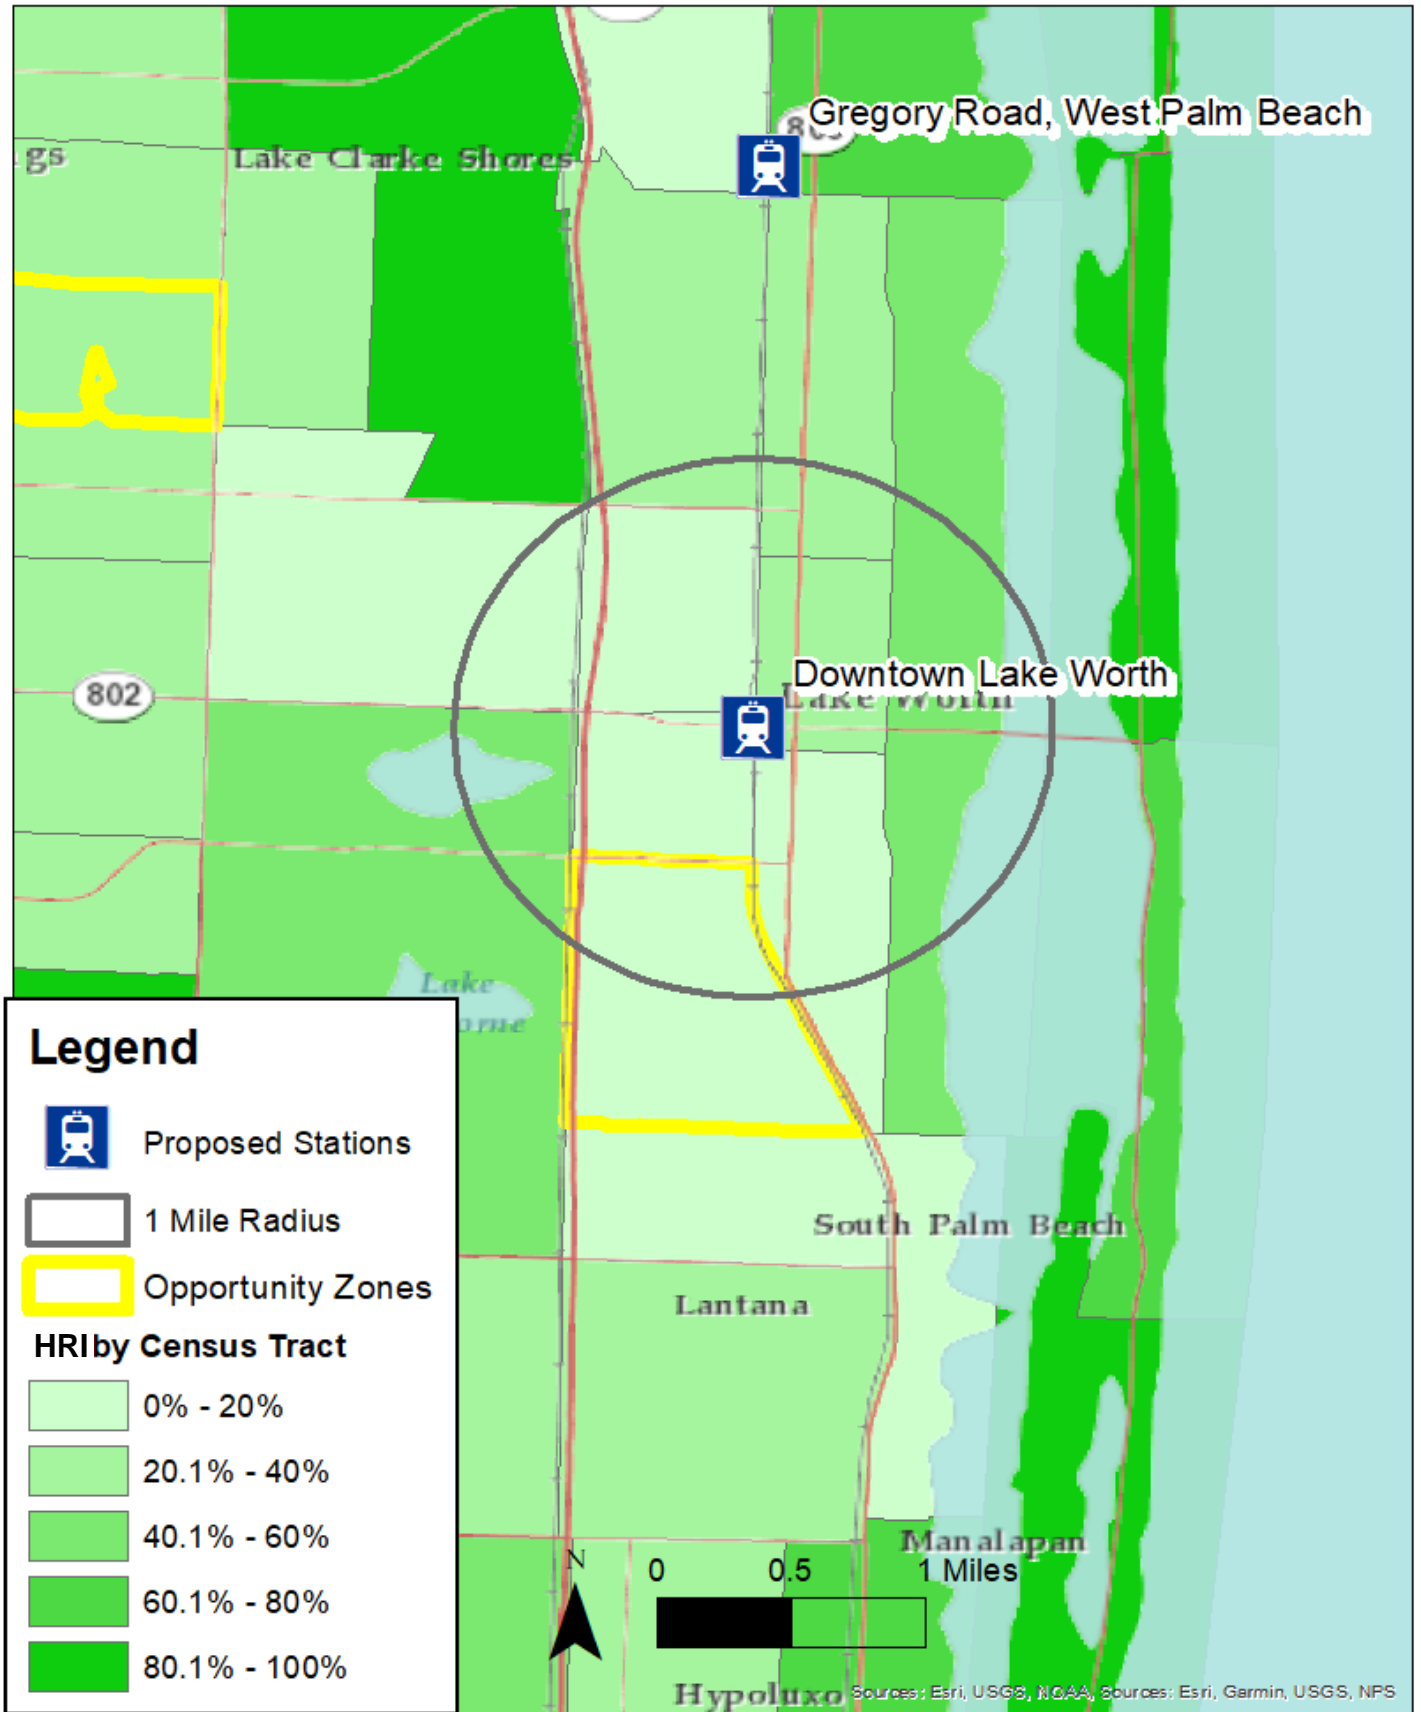 Gregory Road, West Palm Beach
gs
Lake Clarke Shores
802
Downtown Lake Worth
Lake Worth
Lake
orne
Legend
Proposed Stations
1 Mile Radius
Opportunity Zones
HRI by Census Tract
0% - 20%
20.1% - 40%
40.1% - 60%
60.1% - 80%
80.1% - 100%
South Palm Beach
Lantana
Manalapan
N
0 0.5 1 Miles
Hypoluxo
Sources: Esri, USGS, NOAA, Sources: Esri, Garmin, USGS, NPS